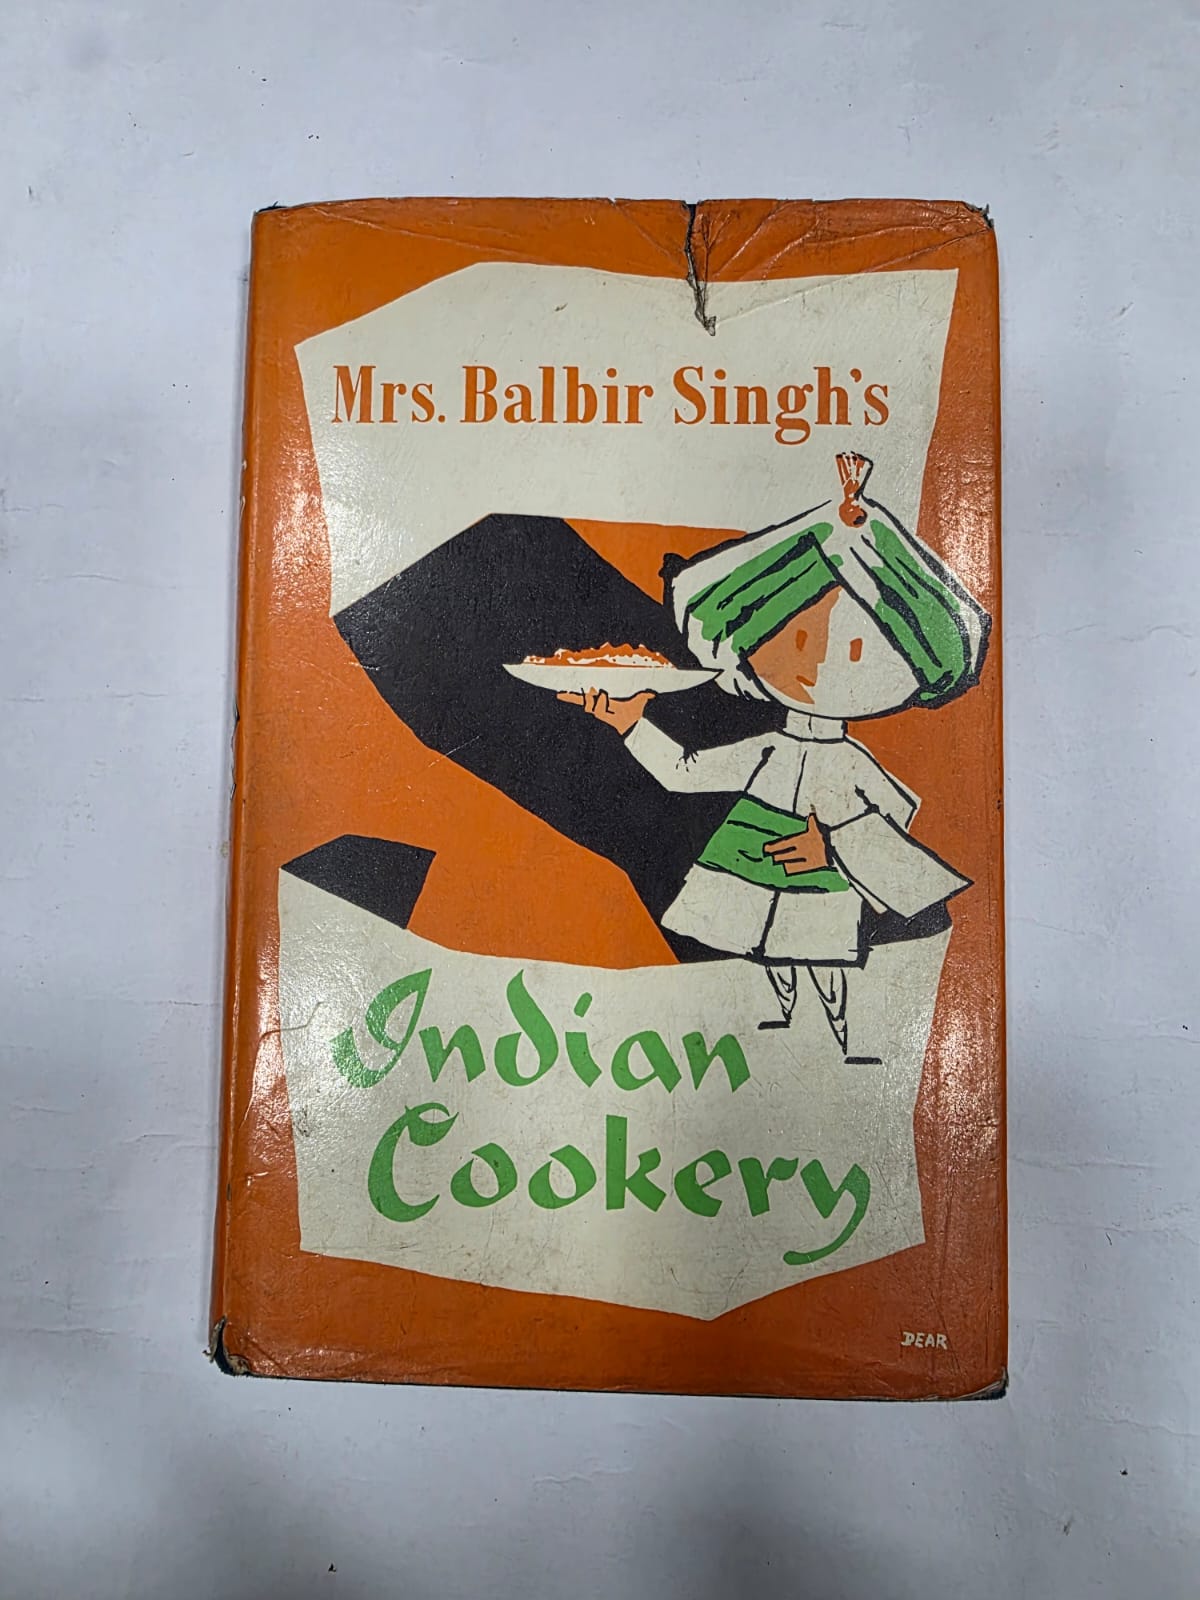 Mrs. Balbir Singh's
Indian
Cookery
DEAR